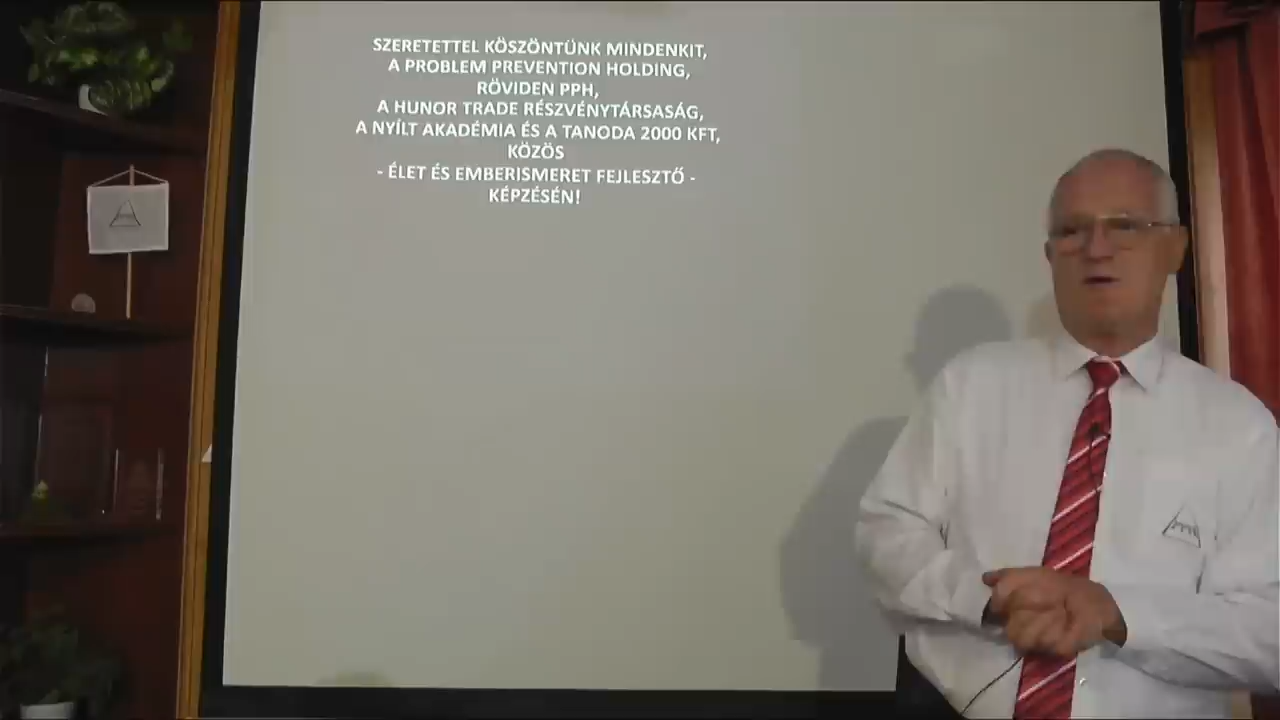 SZERETETTEL KÖSZÖNTÜNK MINDENKIT,
A PROBLEM PREVENTION HOLDING,
RÖVIDEN PPH,
A HUNOR TRADE RÉSZVÉNYTÁRSASÁG,
A NYÍLT AKADÉMIA ÉS A TANODA 2000 KFT,
KÖZÖS
- ÉLET ÉS EMBERISMERET FEJLESZTŐ -
KÉPZÉSÉN!